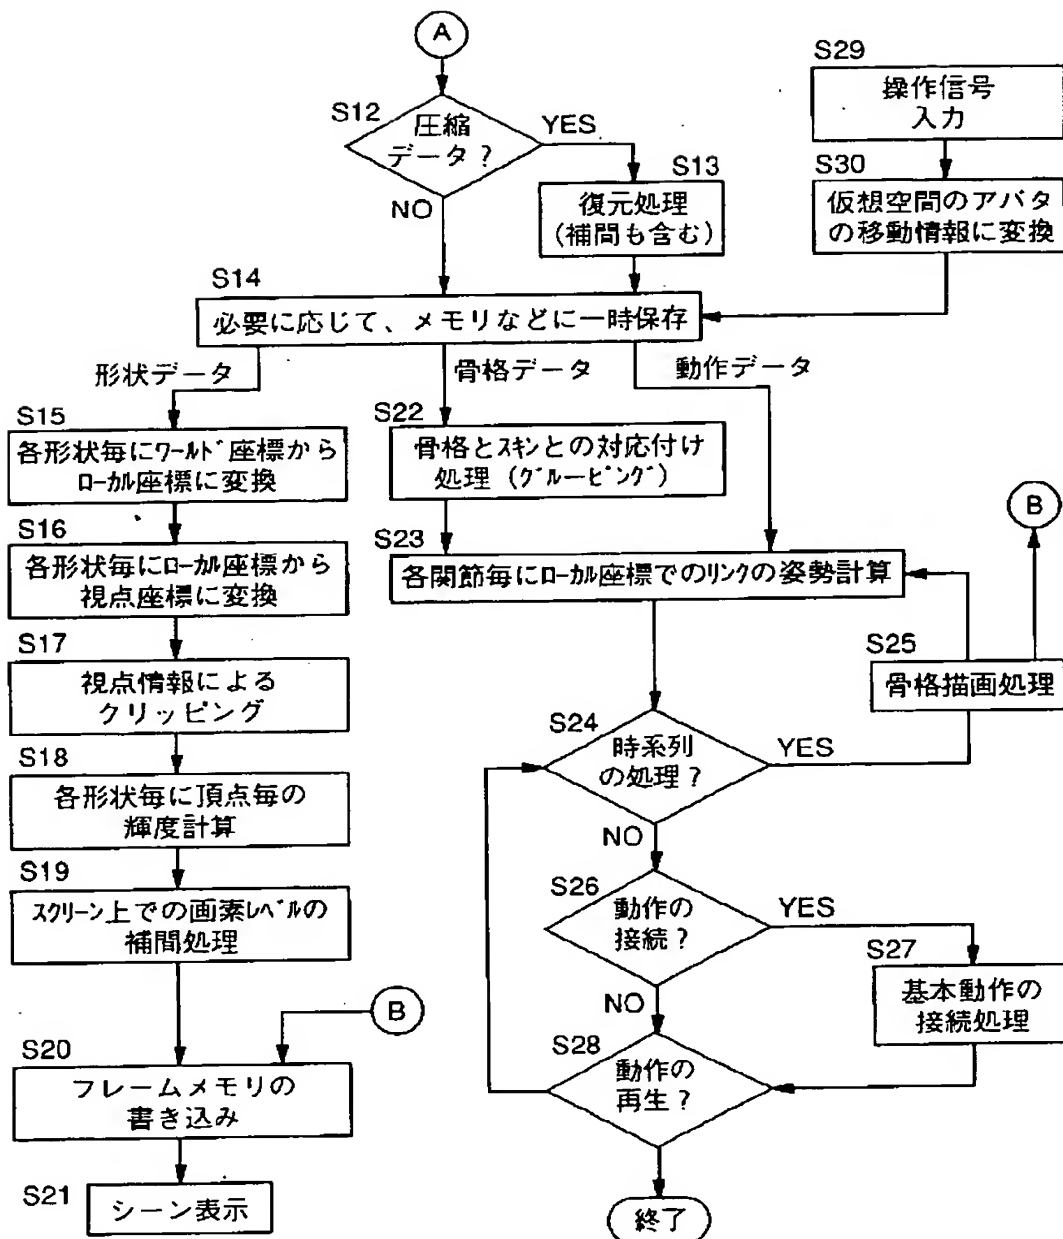 A
S12
圧縮
データ?
YES
NO
S13
復元処理
(補間も含む)
S29
操作信号
入力
S30
仮想空間のアバタ
の移動情報に変換
S14
必要に応じて、メモリなどに一時保存
形状データ
骨格データ
動作データ
S15
各形状毎にワールド座標から
ローカル座標に変換
S16
各形状毎にローカル座標から
視点座標に変換
S17
視点情報による
クリッピング
S18
各形状毎に頂点毎の
輝度計算
S19
スクリーン上での画素レベルの
補間処理
B
S20
フレームメモリの
書き込み
S21
シーン表示
S22
骨格とスキンとの対応付け
処理(グルーピング)
S23
各関節毎にローカル座標でのリンクの姿勢計算
B
S25
骨格描画処理
S24
時系列
の処理?
YES
NO
S26
動作の
接続?
YES
NO
S27
基本動作の
接続処理
S28
動作の
再生?
終了